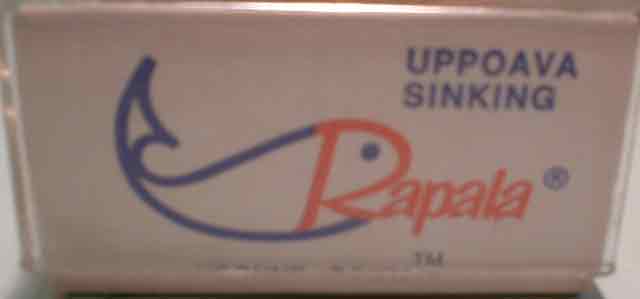 UPPOAVA
SINKING
Rapala ®
TM